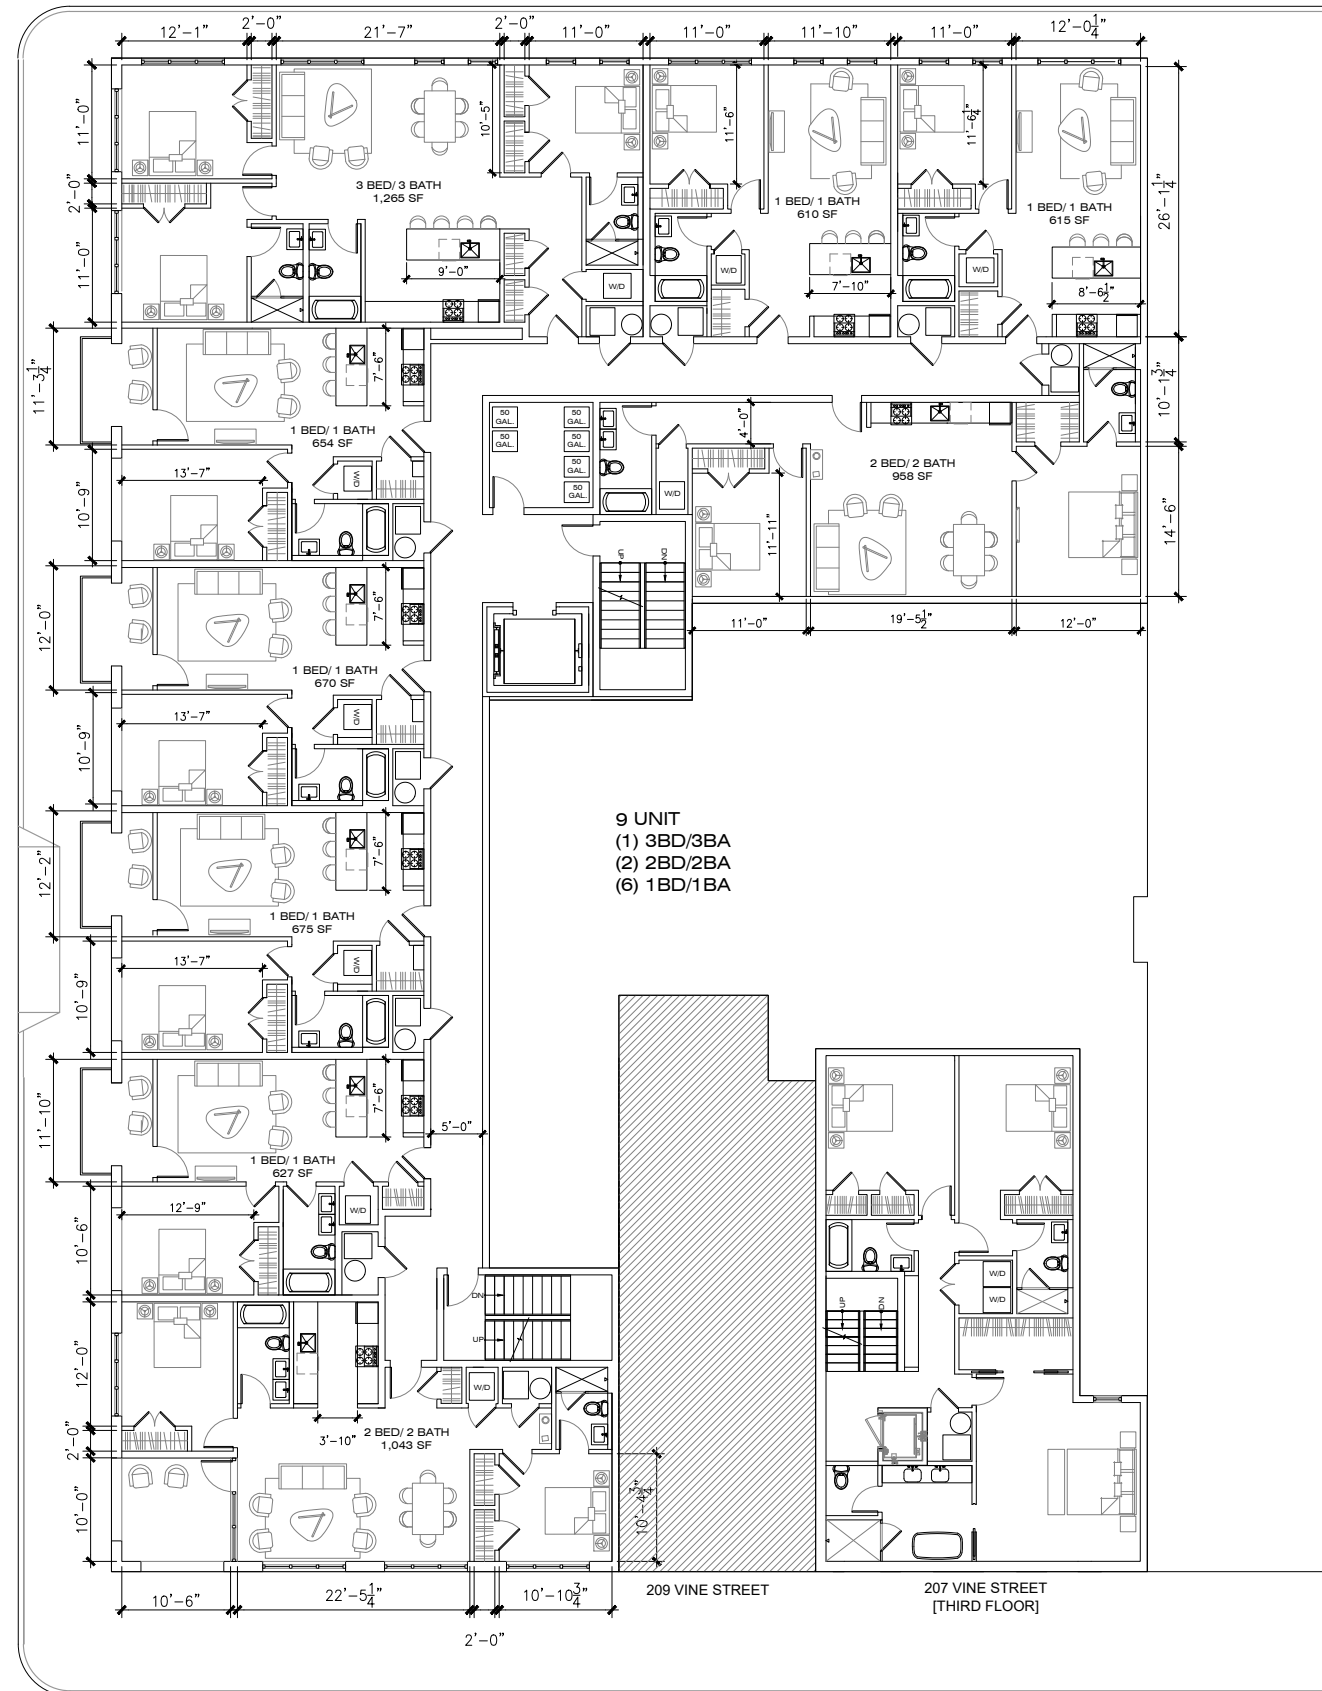 12'-1"
2'-0"
21'-7"
2'-0"
11'-0"
11'-0"
11'-10"
11'-0"
12'-0 1/4"
11'-0"
2'-0"
11'-0"
10'-5"
11'-6"
11'-6 1/4"
26'-1 1/4"
3 BED/ 3 BATH
1,265 SF
1 BED/ 1 BATH
610 SF
1 BED/ 1 BATH
615 SF
9'-0"
W/D
W/D
7'-10"
W/D
8'-6 1/2"
11'-3 1/4"
7'-6"
10'-1 3/4"
1 BED/ 1 BATH
654 SF
50
GAL.
50
GAL.
50
GAL.
50
GAL.
50
GAL.
50
GAL.
4'-0"
2 BED/ 2 BATH
958 SF
W/D
W/D
13'-7"
10'-9"
11'-11"
14'-6"
UP
DN
12'-0"
7'-6"
11'-0"
19'-5 1/2"
12'-0"
1 BED/ 1 BATH
670 SF
13'-7"
W/D
10'-9"
9 UNIT
(1) 3BD/3BA
(2) 2BD/2BA
(6) 1BD/1BA
12'-2"
7'-6"
1 BED/ 1 BATH
675 SF
13'-7"
W/D
10'-9"
11'-10"
7'-6"
5'-0"
1 BED/ 1 BATH
627 SF
12'-9"
W/D
10'-6"
DN
UP
W/D
W/D
UP
DN
12'-0"
W/D
2'-0"
3'-10"
2 BED/ 2 BATH
1,043 SF
10'-0"
10'-4 3/4"
10'-6"
22'-5 1/4"
2'-0"
10'-10 3/4"
209 VINE STREET
207 VINE STREET
[THIRD FLOOR]